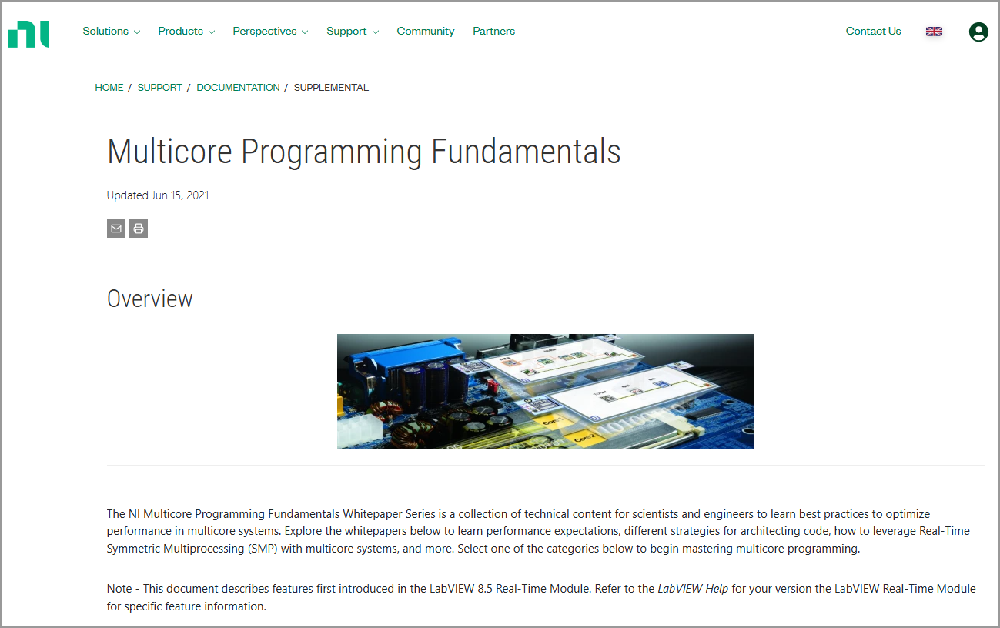 Solutions Products Perspectives Support Community Partners Contact Us
HOME / SUPPORT / DOCUMENTATION / SUPPLEMENTAL
Multicore Programming Fundamentals
Updated Jun 15, 2021
Overview
Com 1
Com 2
The NI Multicore Programming Fundamentals Whitepaper Series is a collection of technical content for scientists and engineers to learn best practices to optimize
performance in multicore systems. Explore the whitepapers below to learn performance expectations, different strategies for architecting code, how to leverage Real-Time
Symmetric Multiprocessing (SMP) with multicore systems, and more. Select one of the categories below to begin mastering multicore programming.
Note - This document describes features first introduced in the LabVIEW 8.5 Real-Time Module. Refer to the LabVIEW Help for your version the LabVIEW Real-Time Module
for specific feature information.